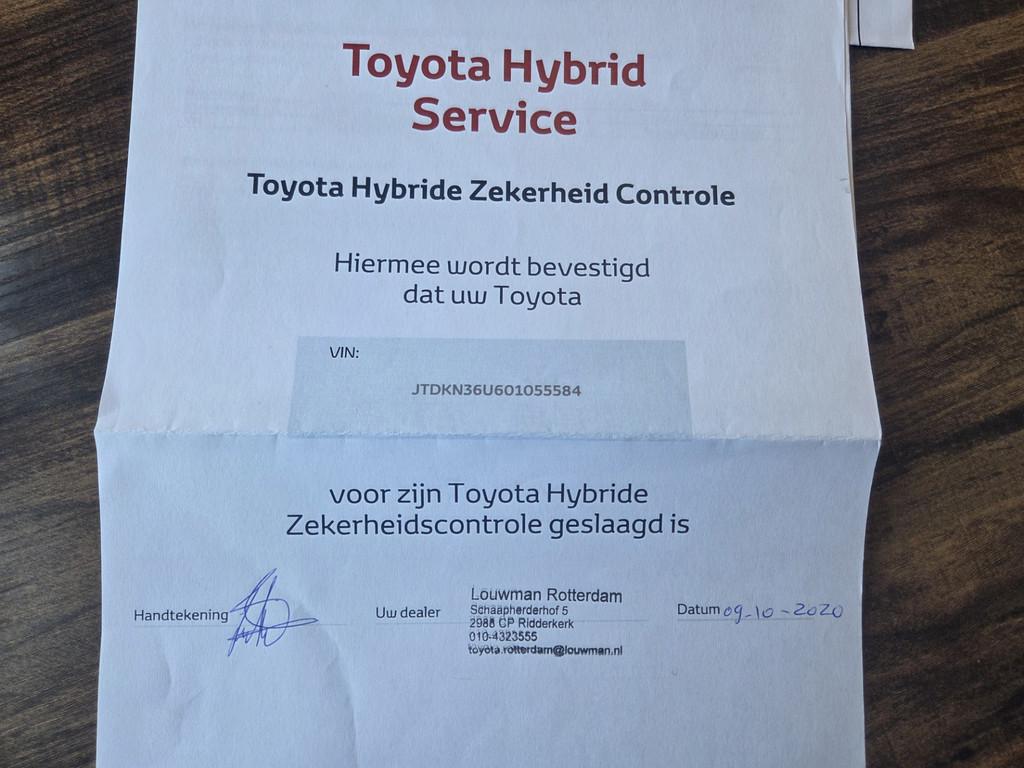 Toyota Hybrid
Service
Toyota Hybride Zekerheid Controle
Hiermee wordt bevestigd
dat uw Toyota
VIN:
JTDKN36U601055584
voor zijn Toyota Hybride
Zekerheidscontrole geslaagd is
Handtekening
Uw dealer
Louwman Rotterdam
Schaapherderhof 5
2988 CP Ridderkerk
010-4323555
toyota.rotterdam@louwman.nl
Datum 09-10-2020